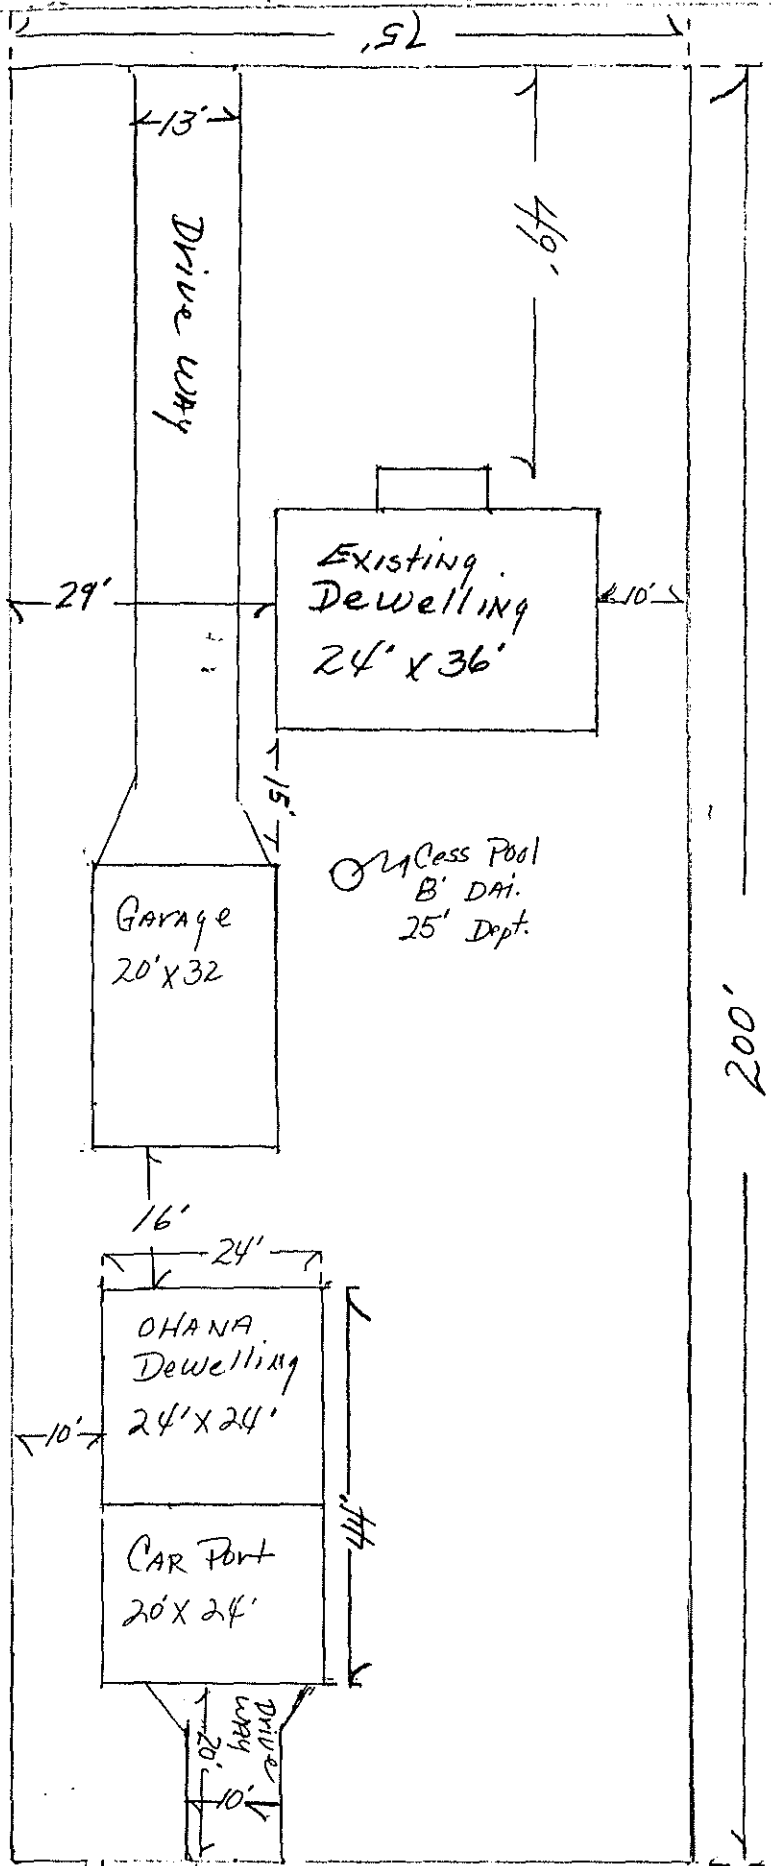 75'
13'
Drive way
49'
Existing
Dewelling
24' x 36'
29'
10'
15'
Cess Pool
8' DAi.
25' Dept.
GArAge
20' x 32
200'
16'
24'
OHANA
Dewelling
24' x 24'
10'
44'
CAR Port
20' x 24'
Drive
way
20'
10'